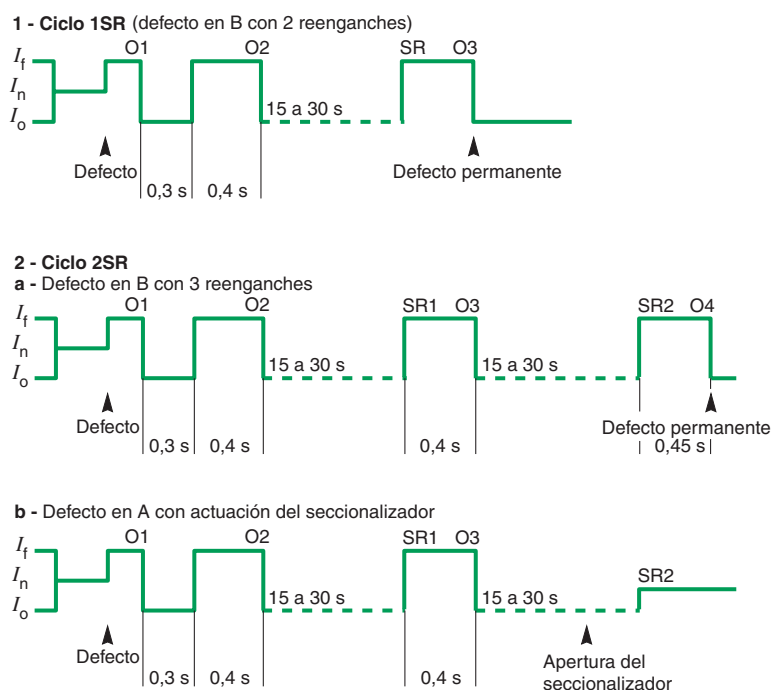 1 - Ciclo 1SR (defecto en B con 2 reenganches)
O1 O2 SR O3
If
In
Io
15 a 30 s
Defecto Defecto permanente
0,3 s 0,4 s
2 - Ciclo 2SR
a - Defecto en B con 3 reenganches
O1 O2 SR1 O3 SR2 O4
If
In
Io
15 a 30 s 15 a 30 s
Defecto Defecto permanente
0,3 s 0,4 s 0,4 s 0,45 s
b - Defecto en A con actuación del seccionalizador
O1 O2 SR1 O3
If
In SR2
Io
15 a 30 s 15 a 30 s
Defecto Apertura del
seccionalizador
0,3 s 0,4 s 0,4 s